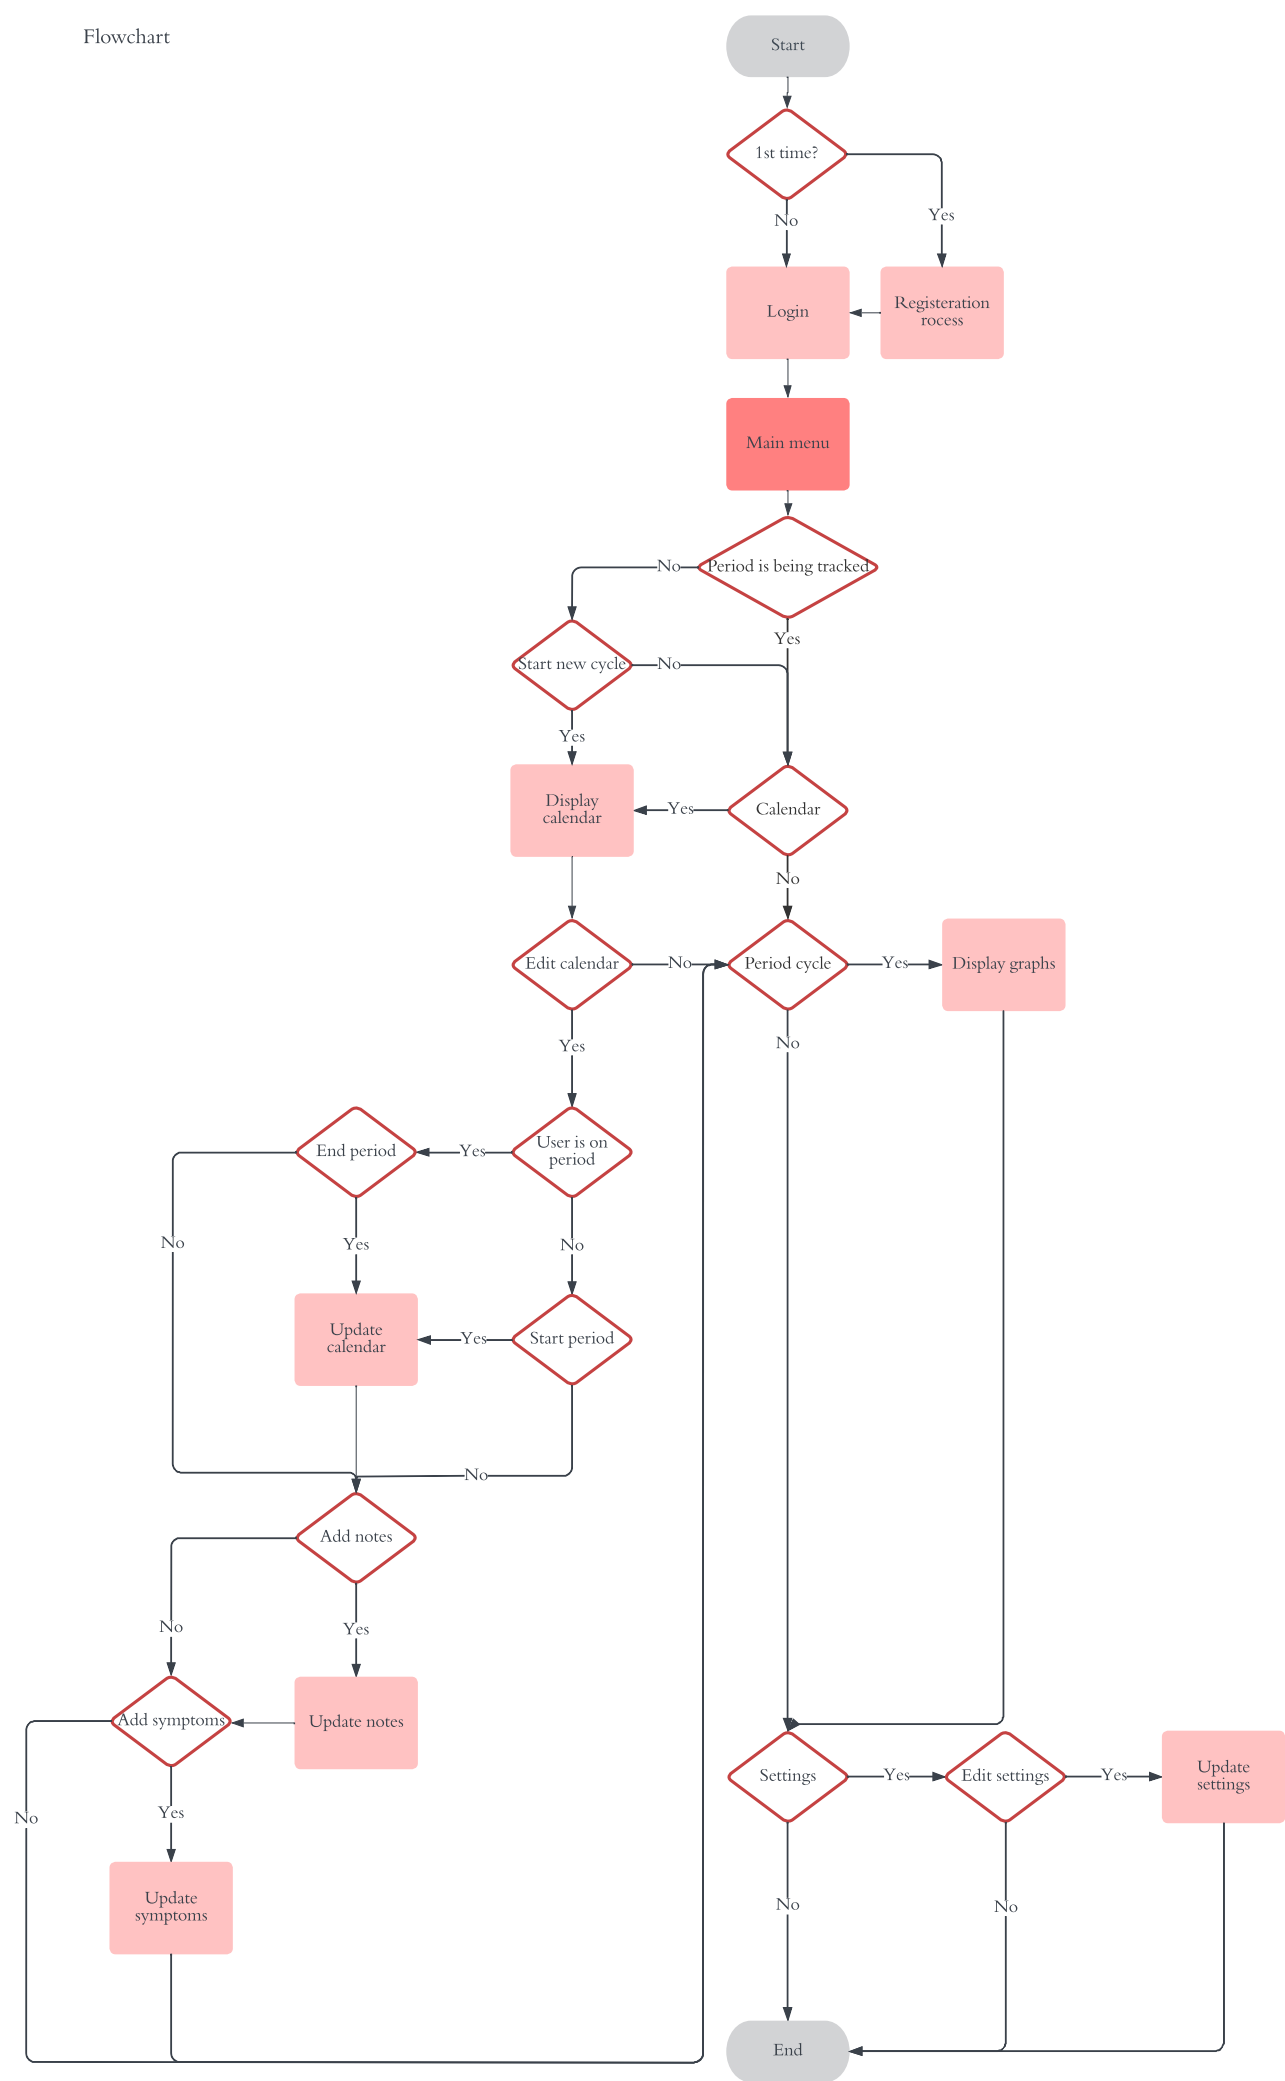 Flowchart
Start
1st time?
No
Yes
Login
Registeration
rocess
Main menu
No
Period is being tracked
Yes
Start new cycle
No
Yes
Display
calendar
Yes
Calendar
No
Edit calendar
No
Period cycle
Yes
Display graphs
Yes
No
End period
Yes
User is on
period
No
Yes
No
Update
calendar
Yes
Start period
No
Add notes
No
Yes
Add symptoms
Update notes
Settings
Yes
Edit settings
Yes
Update
settings
No
Yes
Update
symptoms
No
No
End